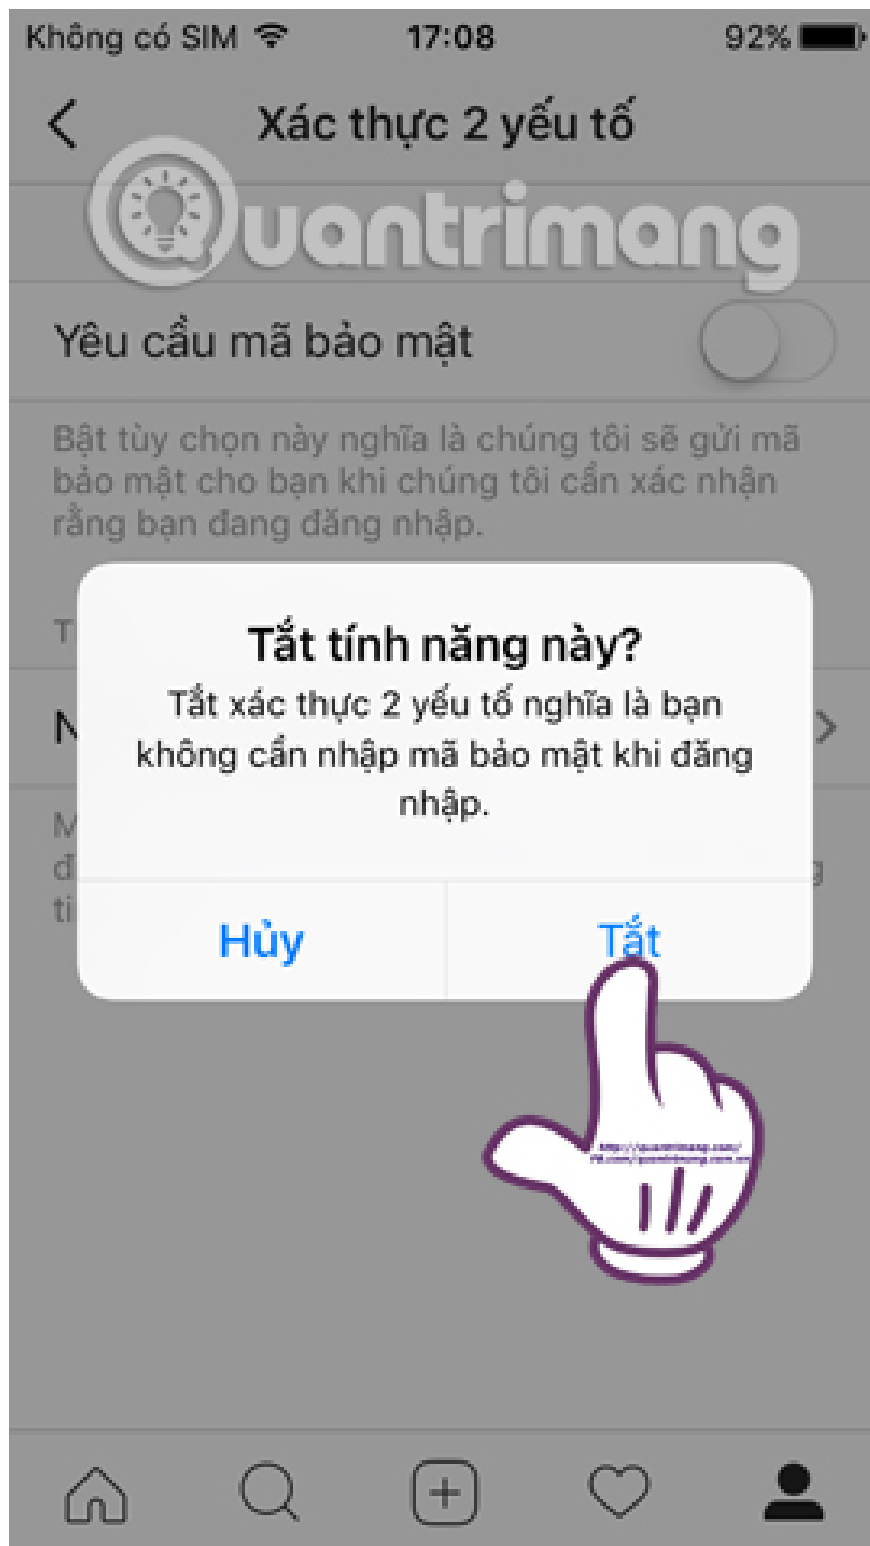 Không có SIM 17:08 92%
Xác thực 2 yếu tố
Quantrimang
Yêu cầu mã bảo mật
Bật tùy chọn này nghĩa là chúng tôi sẽ gửi mã
bảo mật cho bạn khi chúng tôi cần xác nhận
rằng bạn đang đăng nhập.
Tắt tính năng này?
Tắt xác thực 2 yếu tố nghĩa là bạn
không cần nhập mã bảo mật khi đăng
nhập.
Hủy Tắt
http://quantrimang.com/